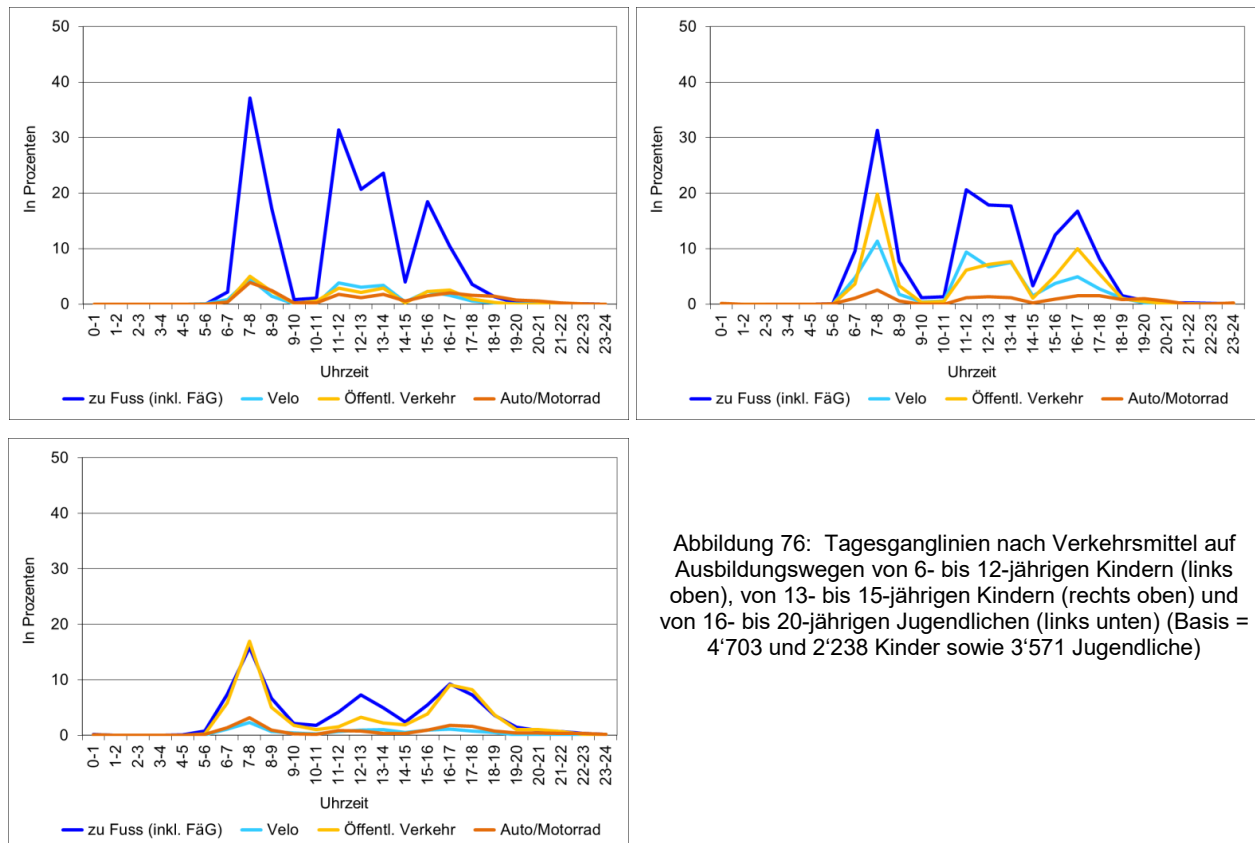 50
40
30
20
10
0
In Prozenten
0-1 1-2 2-3 3-4 4-5 5-6 6-7 7-8 8-9 9-10 10-11 11-12 12-13 13-14 14-15 15-16 16-17 17-18 18-19 19-20 20-21 21-22 22-23 23-24
Uhrzeit
zu Fuss (inkl. FäG) Velo Öffentl. Verkehr Auto/Motorrad
50
40
30
20
10
0
In Prozenten
0-1 1-2 2-3 3-4 4-5 5-6 6-7 7-8 8-9 9-10 10-11 11-12 12-13 13-14 14-15 15-16 16-17 17-18 18-19 19-20 20-21 21-22 22-23 23-24
Uhrzeit
zu Fuss (inkl. FäG) Velo Öffentl. Verkehr Auto/Motorrad
50
40
30
20
10
0
In Prozenten
0-1 1-2 2-3 3-4 4-5 5-6 6-7 7-8 8-9 9-10 10-11 11-12 12-13 13-14 14-15 15-16 16-17 17-18 18-19 19-20 20-21 21-22 22-23 23-24
Uhrzeit
zu Fuss (inkl. FäG) Velo Öffentl. Verkehr Auto/Motorrad
Abbildung 76: Tagesganglinien nach Verkehrsmittel auf
Ausbildungswegen von 6- bis 12-jährigen Kindern (links
oben), von 13- bis 15-jährigen Kindern (rechts oben) und
von 16- bis 20-jährigen Jugendlichen (links unten) (Basis =
4‘703 und 2‘238 Kinder sowie 3‘571 Jugendliche)